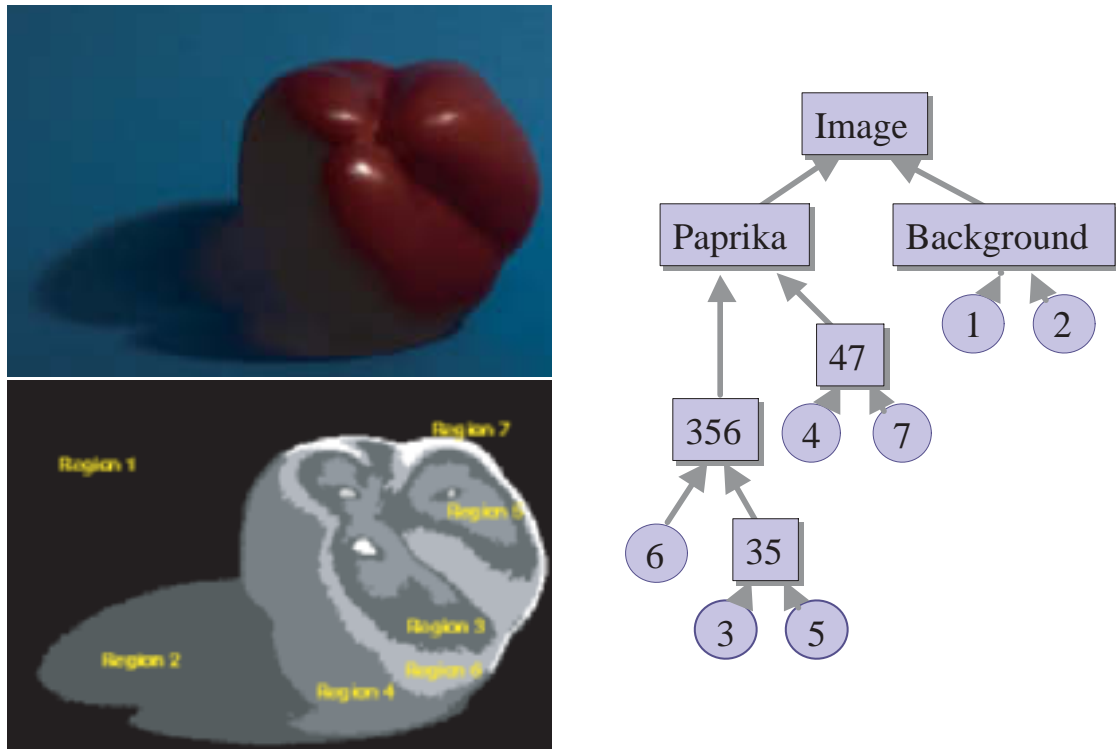 Image
Paprika
Background
1
2
47
356
4
7
6
35
3
5
Region 7
Region 1
Region 5
Region 3
Region 2
Region 6
Region 4